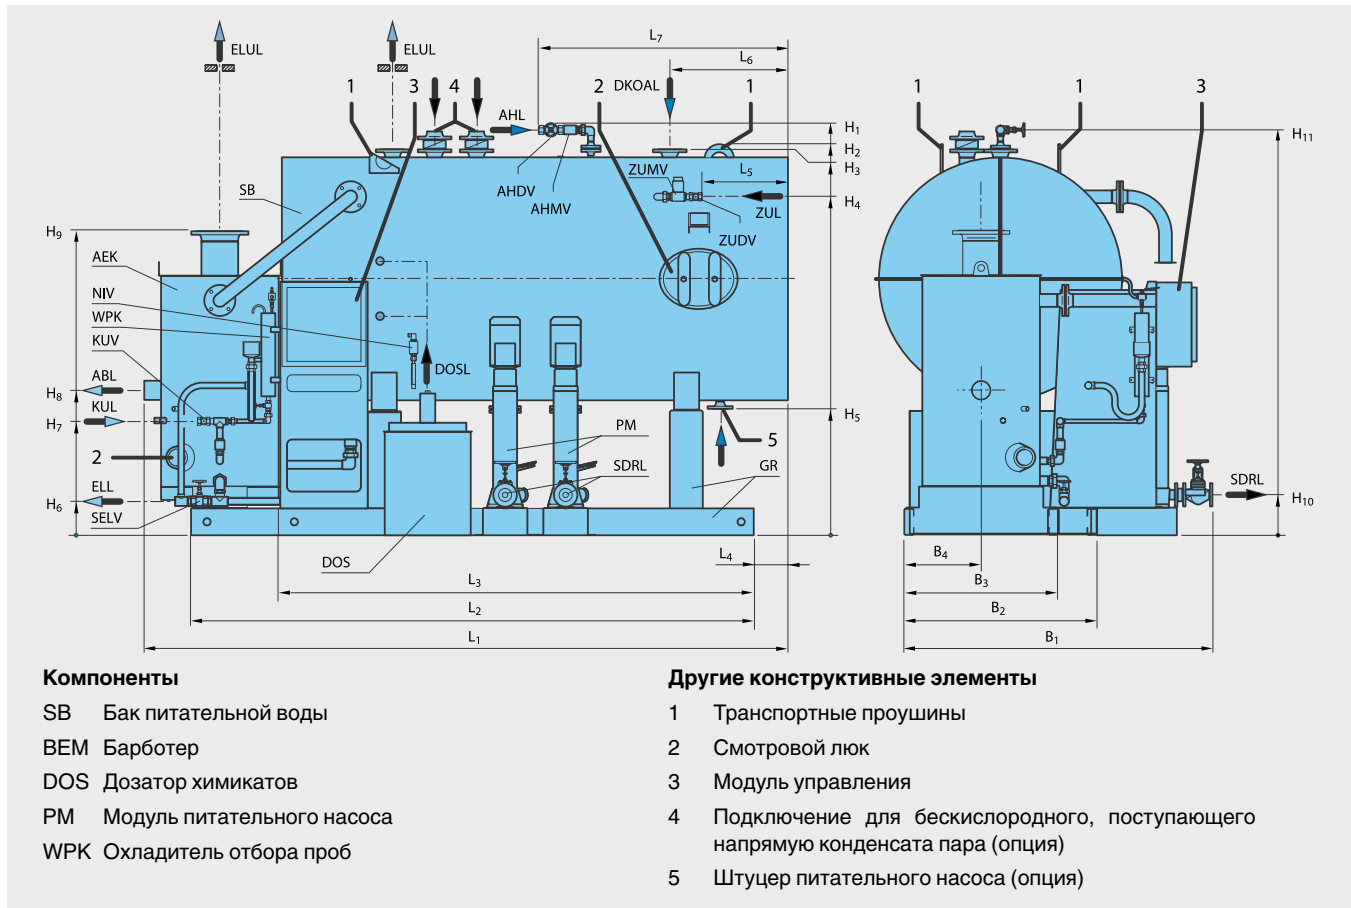 ELUL
ELUL
L7
L6
1
3
4
2
DKOAL
1
AHL
H1
H2
H3
L5
ZUMV
SB
AHDV
AHMV
ZUL
H4
ZUDV
H9
AEK
NIV
WPK
KUV
ABL
H8
KUL
H7
DOSL
2
ELL
H6
SELV
PM
SDRL
5
GR
H5
DOS
L4
L3
L2
L1
1
1
3
H11
SDRL
H10
B4
B3
B2
B1
Компоненты
SB Бак питательной воды
BEM Барботер
DOS Дозатор химикатов
PM Модуль питательного насоса
WPK Охладитель отбора проб
Другие конструктивные элементы
1 Транспортные проушины
2 Смотровой люк
3 Модуль управления
4 Подключение для бескислородного, поступающего
напрямую конденсата пара (опция)
5 Штуцер питательного насоса (опция)